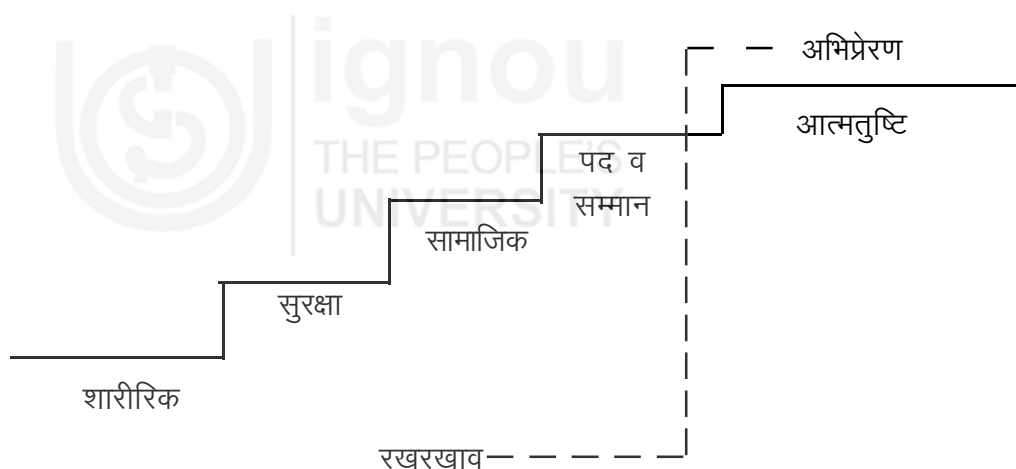 ignou
THE PEOPLE'S
UNIVERSITY
अभिप्रेरण
आत्मतुष्टि
पद व
सम्मान
सामाजिक
सुरक्षा
शारीरिक
रखरखाव